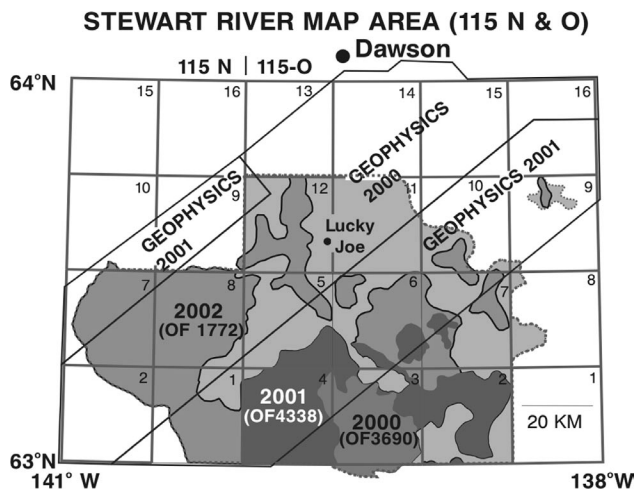 STEWART RIVER MAP AREA (115 N & O)
Dawson
115 N 115-O
64°N
15 16 13 14 15 16
GEOPHYSICS
2000
GEOPHYSICS 2001
GEOPHYSICS
2001
10 9 12 11 10 9
Lucky
Joe
7 8 5 6 7 8
2002
(OF 1772)
2 1 4 3 2 1
2001
(OF4338)
2000
(OF3690)
20 KM
63°N
141° W 138°W